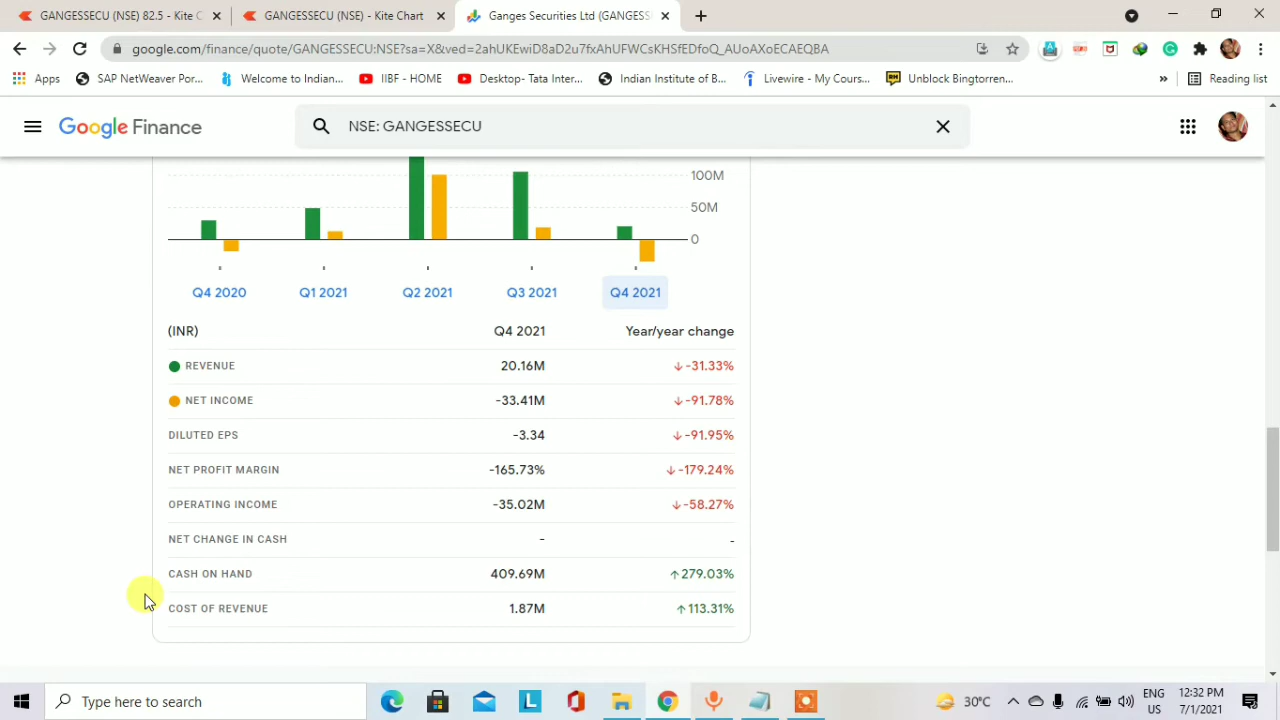 GANGESSECU (NSE) 82.5 - Kite C
GANGESSECU (NSE) - Kite Chart
Ganges Securities Ltd (GANGESS
google.com/finance/quote/GANGESSECU:NSE?sa=X&ved=2ahUKEwiD8aD2u7fxAhUFWCsKHSfEDfoQ_AUoAXoECAEQBA
Apps
SAP NetWeaver Por...
Welcome to Indian...
IIBF - HOME
Desktop- Tata Inter...
Indian Institute of B...
Livewire - My Cours...
Unblock Bingtorren...
»
Reading list
Google Finance
NSE: GANGESSECU
100M
50M
0
Q4 2020 Q1 2021 Q2 2021 Q3 2021 Q4 2021
(INR) Q4 2021 Year/year change
REVENUE 20.16M ↓-31.33%
NET INCOME -33.41M ↓-91.78%
DILUTED EPS -3.34 ↓-91.95%
NET PROFIT MARGIN -165.73% ↓-179.24%
OPERATING INCOME -35.02M ↓-58.27%
NET CHANGE IN CASH - -
CASH ON HAND 409.69M ↑279.03%
COST OF REVENUE 1.87M ↑113.31%
Type here to search
30°C
ENG
US
12:32 PM
7/1/2021